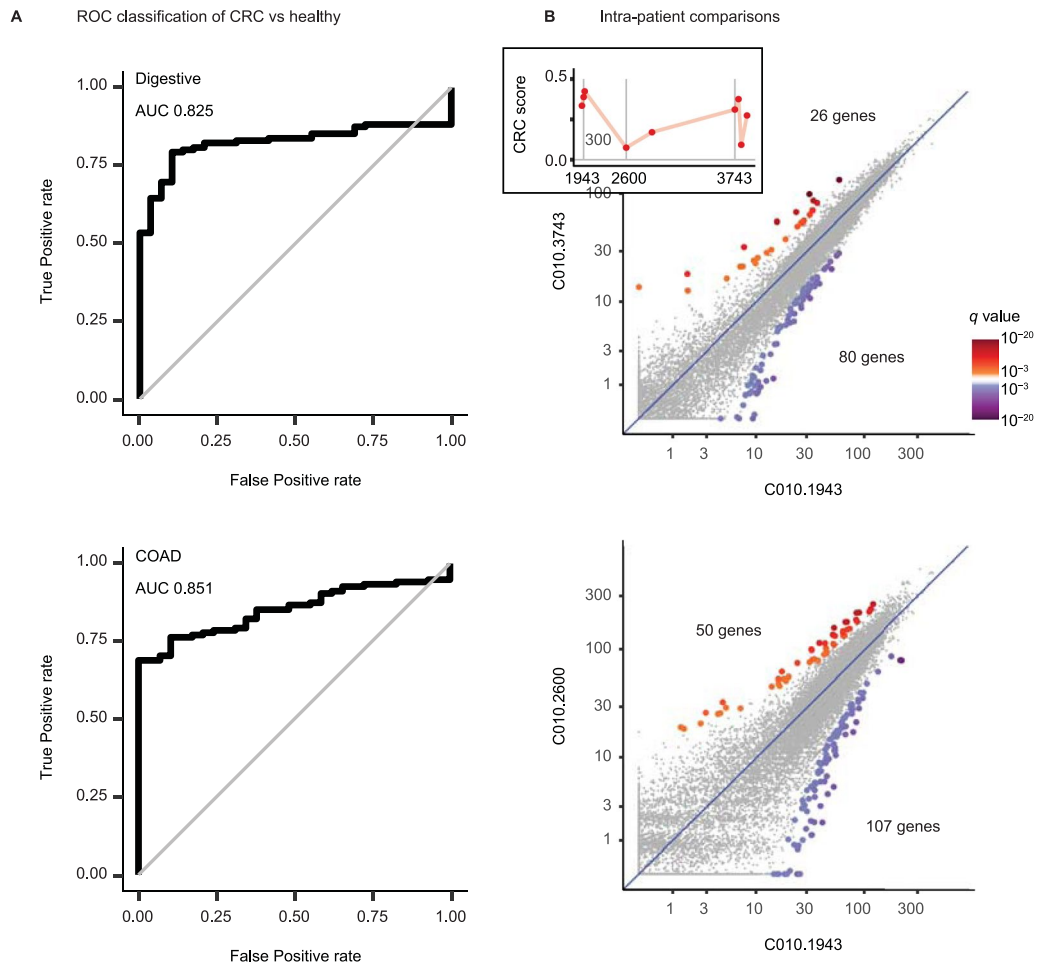 A
ROC classification of CRC vs healthy
Digestive
AUC 0.825
1.00
0.75
0.50
0.25
0.00
True Positive rate
0.00 0.25 0.50 0.75 1.00
False Positive rate
COAD
AUC 0.851
1.00
0.75
0.50
0.25
0.00
True Positive rate
0.00 0.25 0.50 0.75 1.00
False Positive rate
B
Intra-patient comparisons
0.5
0.0
CRC score
300
1943 2600 3743
26 genes
100
30
10
3
1
C010.3743
80 genes
q value
10⁻²⁰
10⁻³
10⁻³
10⁻²⁰
1 3 10 30 100 300
C010.1943
50 genes
300
100
30
10
3
1
C010.2600
107 genes
1 3 10 30 100 300
C010.1943